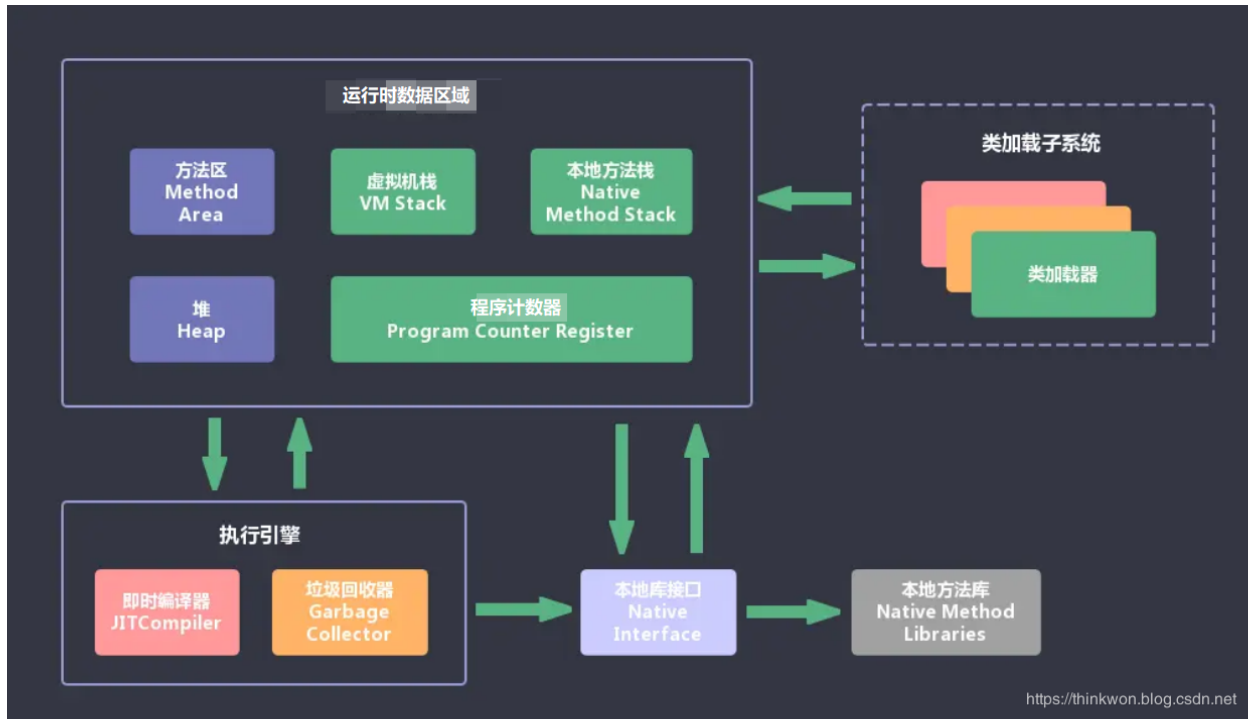 运行时数据区域
方法区
Method
Area
虚拟机栈
VM Stack
本地方法栈
Native
Method Stack
堆
Heap
程序计数器
Program Counter Register
类加载子系统
类加载器
执行引擎
即时编译器
JITCompiler
垃圾回收器
Garbage
Collector
本地库接口
Native
Interface
本地方法库
Native Method
Libraries
https://thinkwon.blog.csdn.net